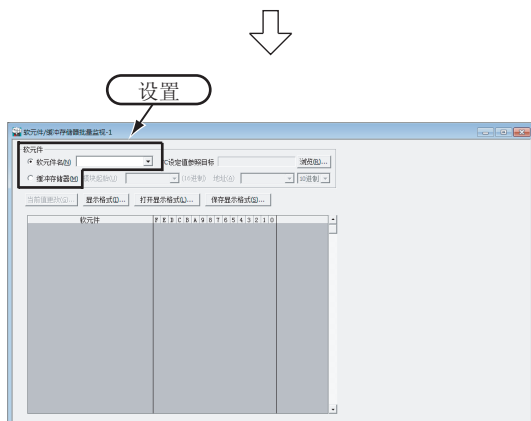 设置
软元件/缓冲存储器批量监视-1
软元件
软元件名(N) TC设定值参照目标 浏览(R)...
缓冲存储器(M) 模块起始(U) (16进制) 地址(A) 10进制
当前值更改(G)... 显示格式(I)... 打开显示格式(L)... 保存显示格式(S)...
软元件 F E D C B A 9 8 7 6 5 4 3 2 1 0